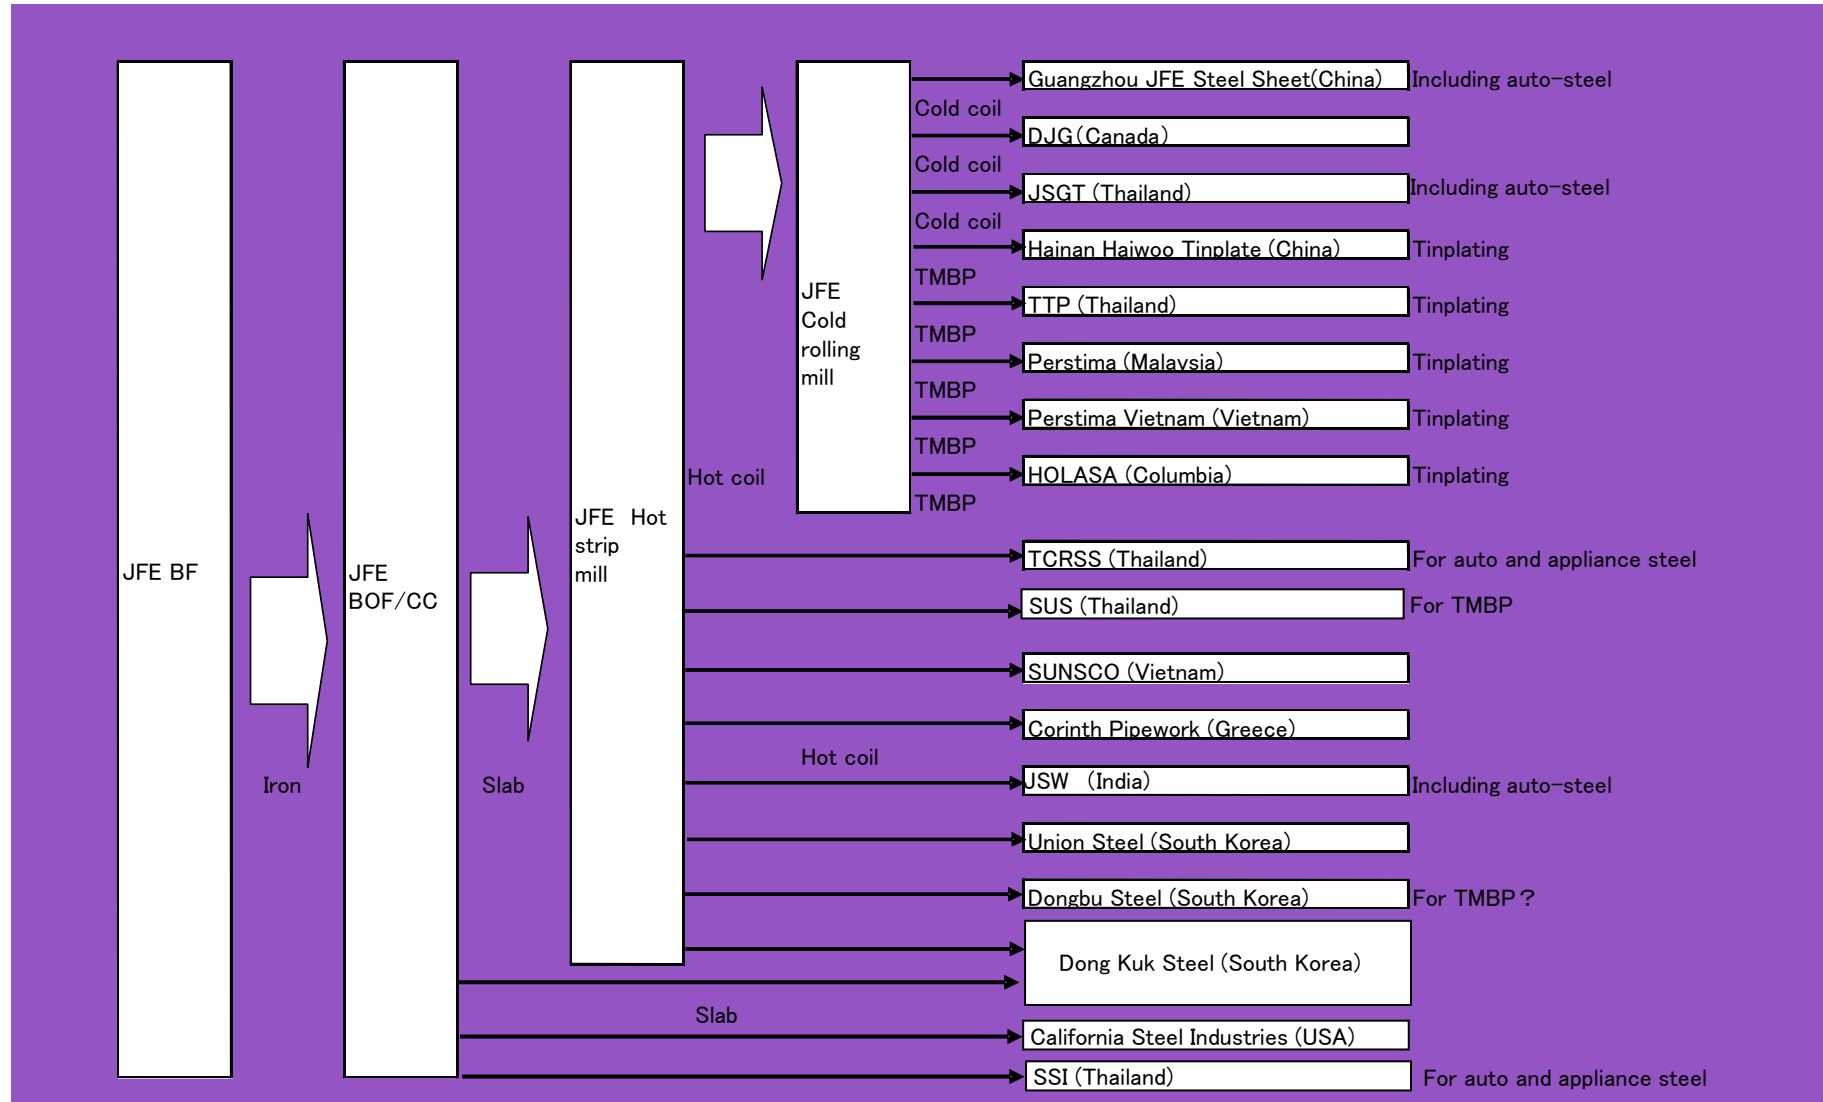 JFE BF
Iron
JFE
BOF/CC
Slab
JFE Hot
strip
mill
Hot coil
JFE
Cold
rolling
mill
Guangzhou JFE Steel Sheet(China) Including auto-steel
Cold coil
DJG(Canada)
Cold coil
JSGT (Thailand) Including auto-steel
Cold coil
Hainan Haiwoo Tinplate (China) Tinplating
TMBP
TTP (Thailand) Tinplating
TMBP
Perstima (Malaysia) Tinplating
TMBP
Perstima Vietnam (Vietnam) Tinplating
TMBP
HOLASA (Columbia) Tinplating
TMBP
TCRSS (Thailand) For auto and appliance steel
SUS (Thailand) For TMBP
SUNSCO (Vietnam)
Corinth Pipework (Greece)
Hot coil
JSW (India) Including auto-steel
Union Steel (South Korea)
Dongbu Steel (South Korea) For TMBP?
Dong Kuk Steel (South Korea)
Slab
California Steel Industries (USA)
SSI (Thailand) For auto and appliance steel